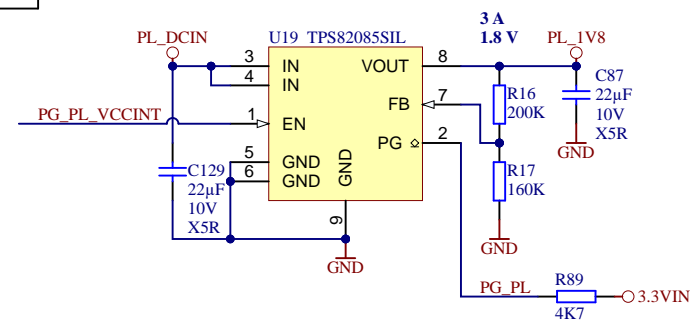 3 A
1.8 V
PL_DCIN
U19 TPS82085SIL
PL_1V8
3 IN
4 IN
VOUT 8
C87
22µF
10V
X5R
GND
R16
200K
FB 7
PG_PL_VCCINT
1 EN
PG 2
5 GND
6 GND
GND
9
C129
22µF
10V
X5R
R17
160K
GND
GND
PG_PL
R89
4K7
3.3VIN